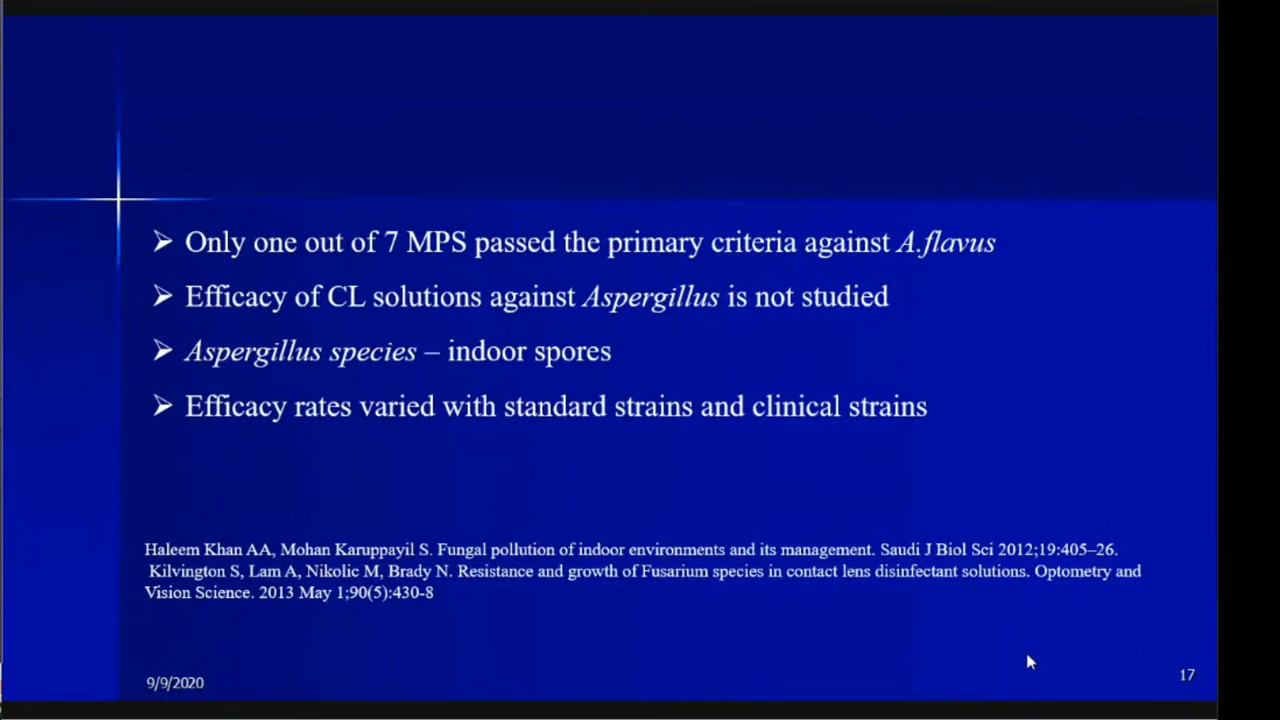 ➢ Only one out of 7 MPS passed the primary criteria against A.flavus
➢ Efficacy of CL solutions against Aspergillus is not studied
➢ Aspergillus species – indoor spores
➢ Efficacy rates varied with standard strains and clinical strains
Haleem Khan AA, Mohan Karuppayil S. Fungal pollution of indoor environments and its management. Saudi J Biol Sci 2012;19:405–26.
Kilvington S, Lam A, Nikolic M, Brady N. Resistance and growth of Fusarium species in contact lens disinfectant solutions. Optometry and
Vision Science. 2013 May 1;90(5):430-8
9/9/2020
17